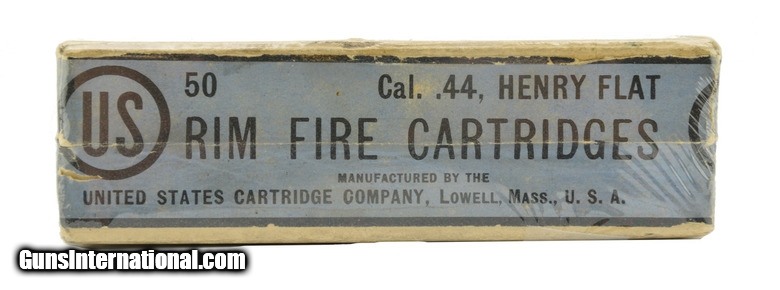 US
50 Cal. .44, HENRY FLAT
RIM FIRE CARTRIDGES
MANUFACTURED BY THE
UNITED STATES CARTRIDGE COMPANY, LOWELL, MASS., U. S. A.
GunsInternational.com